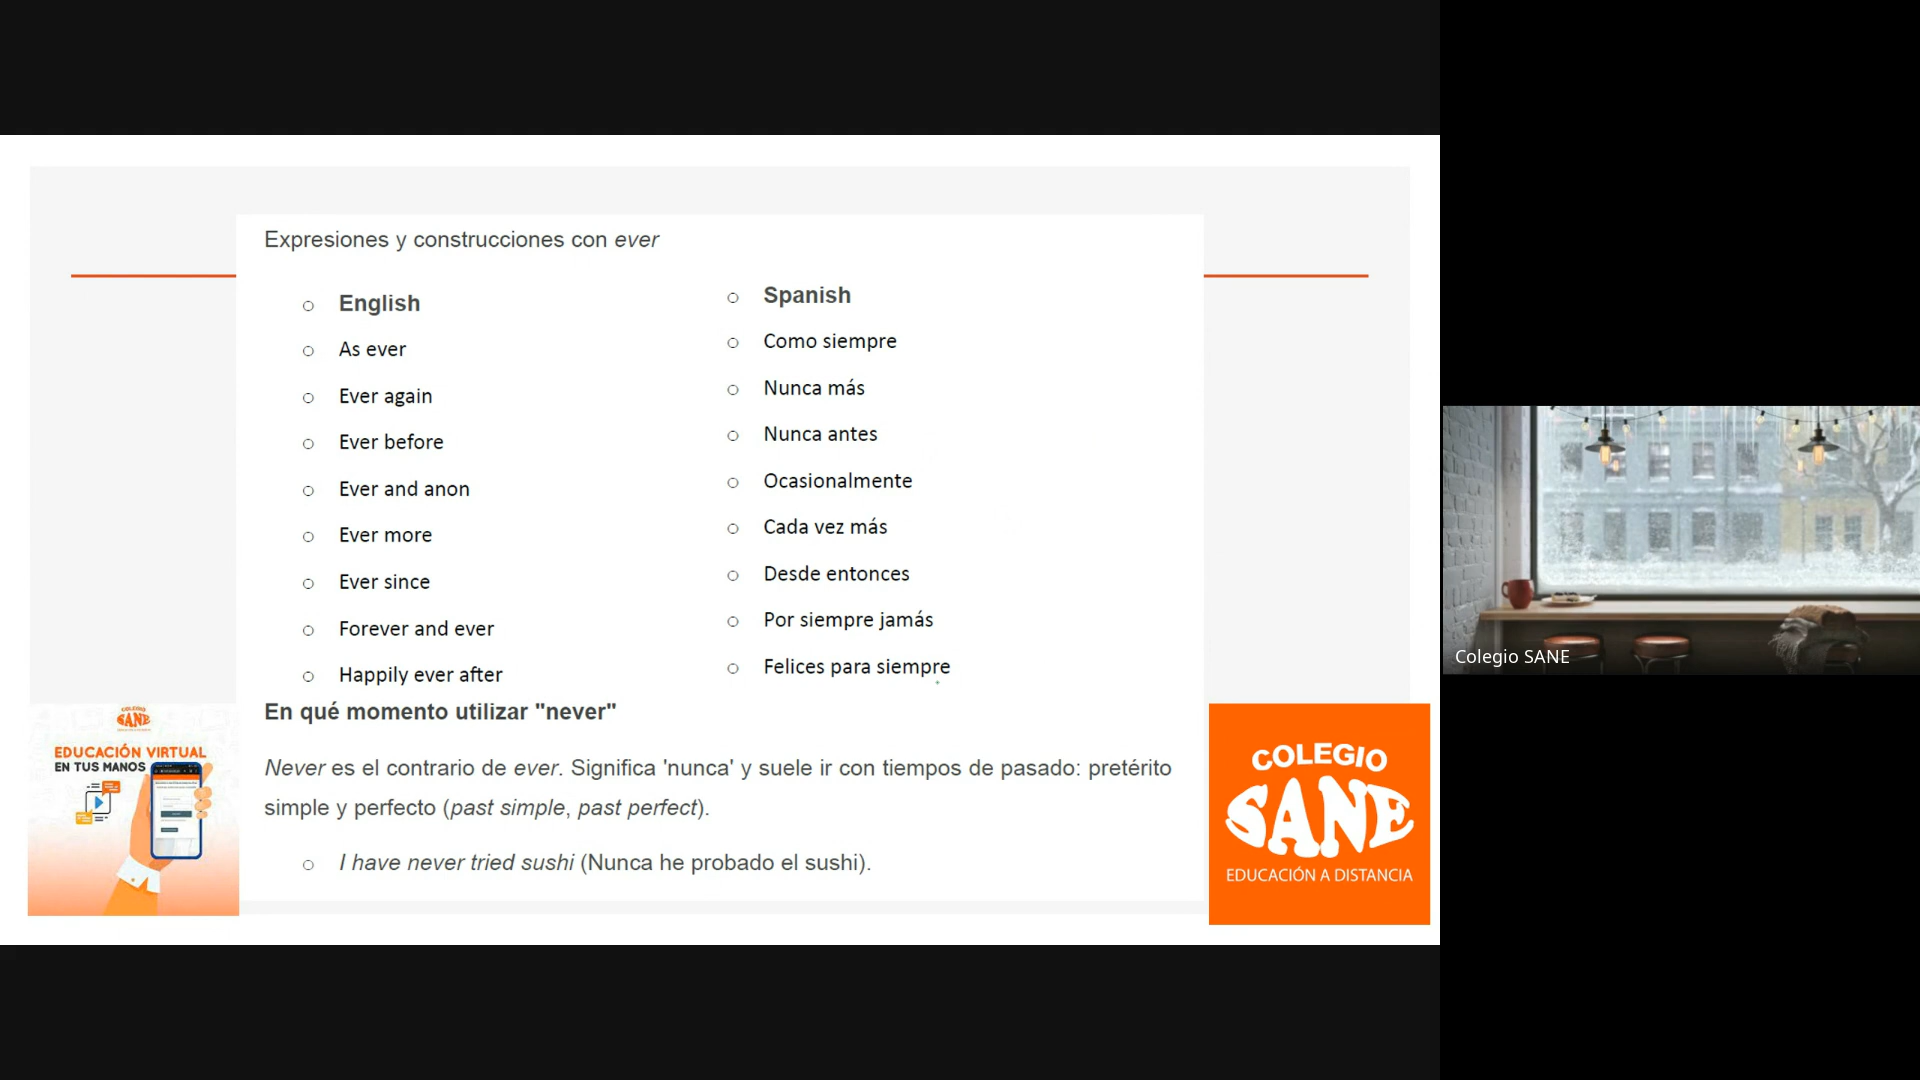 Expresiones y construcciones con ever
English
As ever
Ever again
Ever before
Ever and anon
Ever more
Ever since
Forever and ever
Happily ever after
Spanish
Como siempre
Nunca más
Nunca antes
Ocasionalmente
Cada vez más
Desde entonces
Por siempre jamás
Felices para siempre
En qué momento utilizar "never"
Never es el contrario de ever. Significa 'nunca' y suele ir con tiempos de pasado: pretérito
simple y perfecto (past simple, past perfect).
I have never tried sushi (Nunca he probado el sushi).
COLEGIO
SANE
EDUCACIÓN VIRTUAL
EN TUS MANOS
COLEGIO
SANE
EDUCACIÓN A DISTANCIA
Colegio SANE